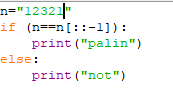 n="12321"
if (n==n[::-1]):
    print("palin")
else:
    print("not")